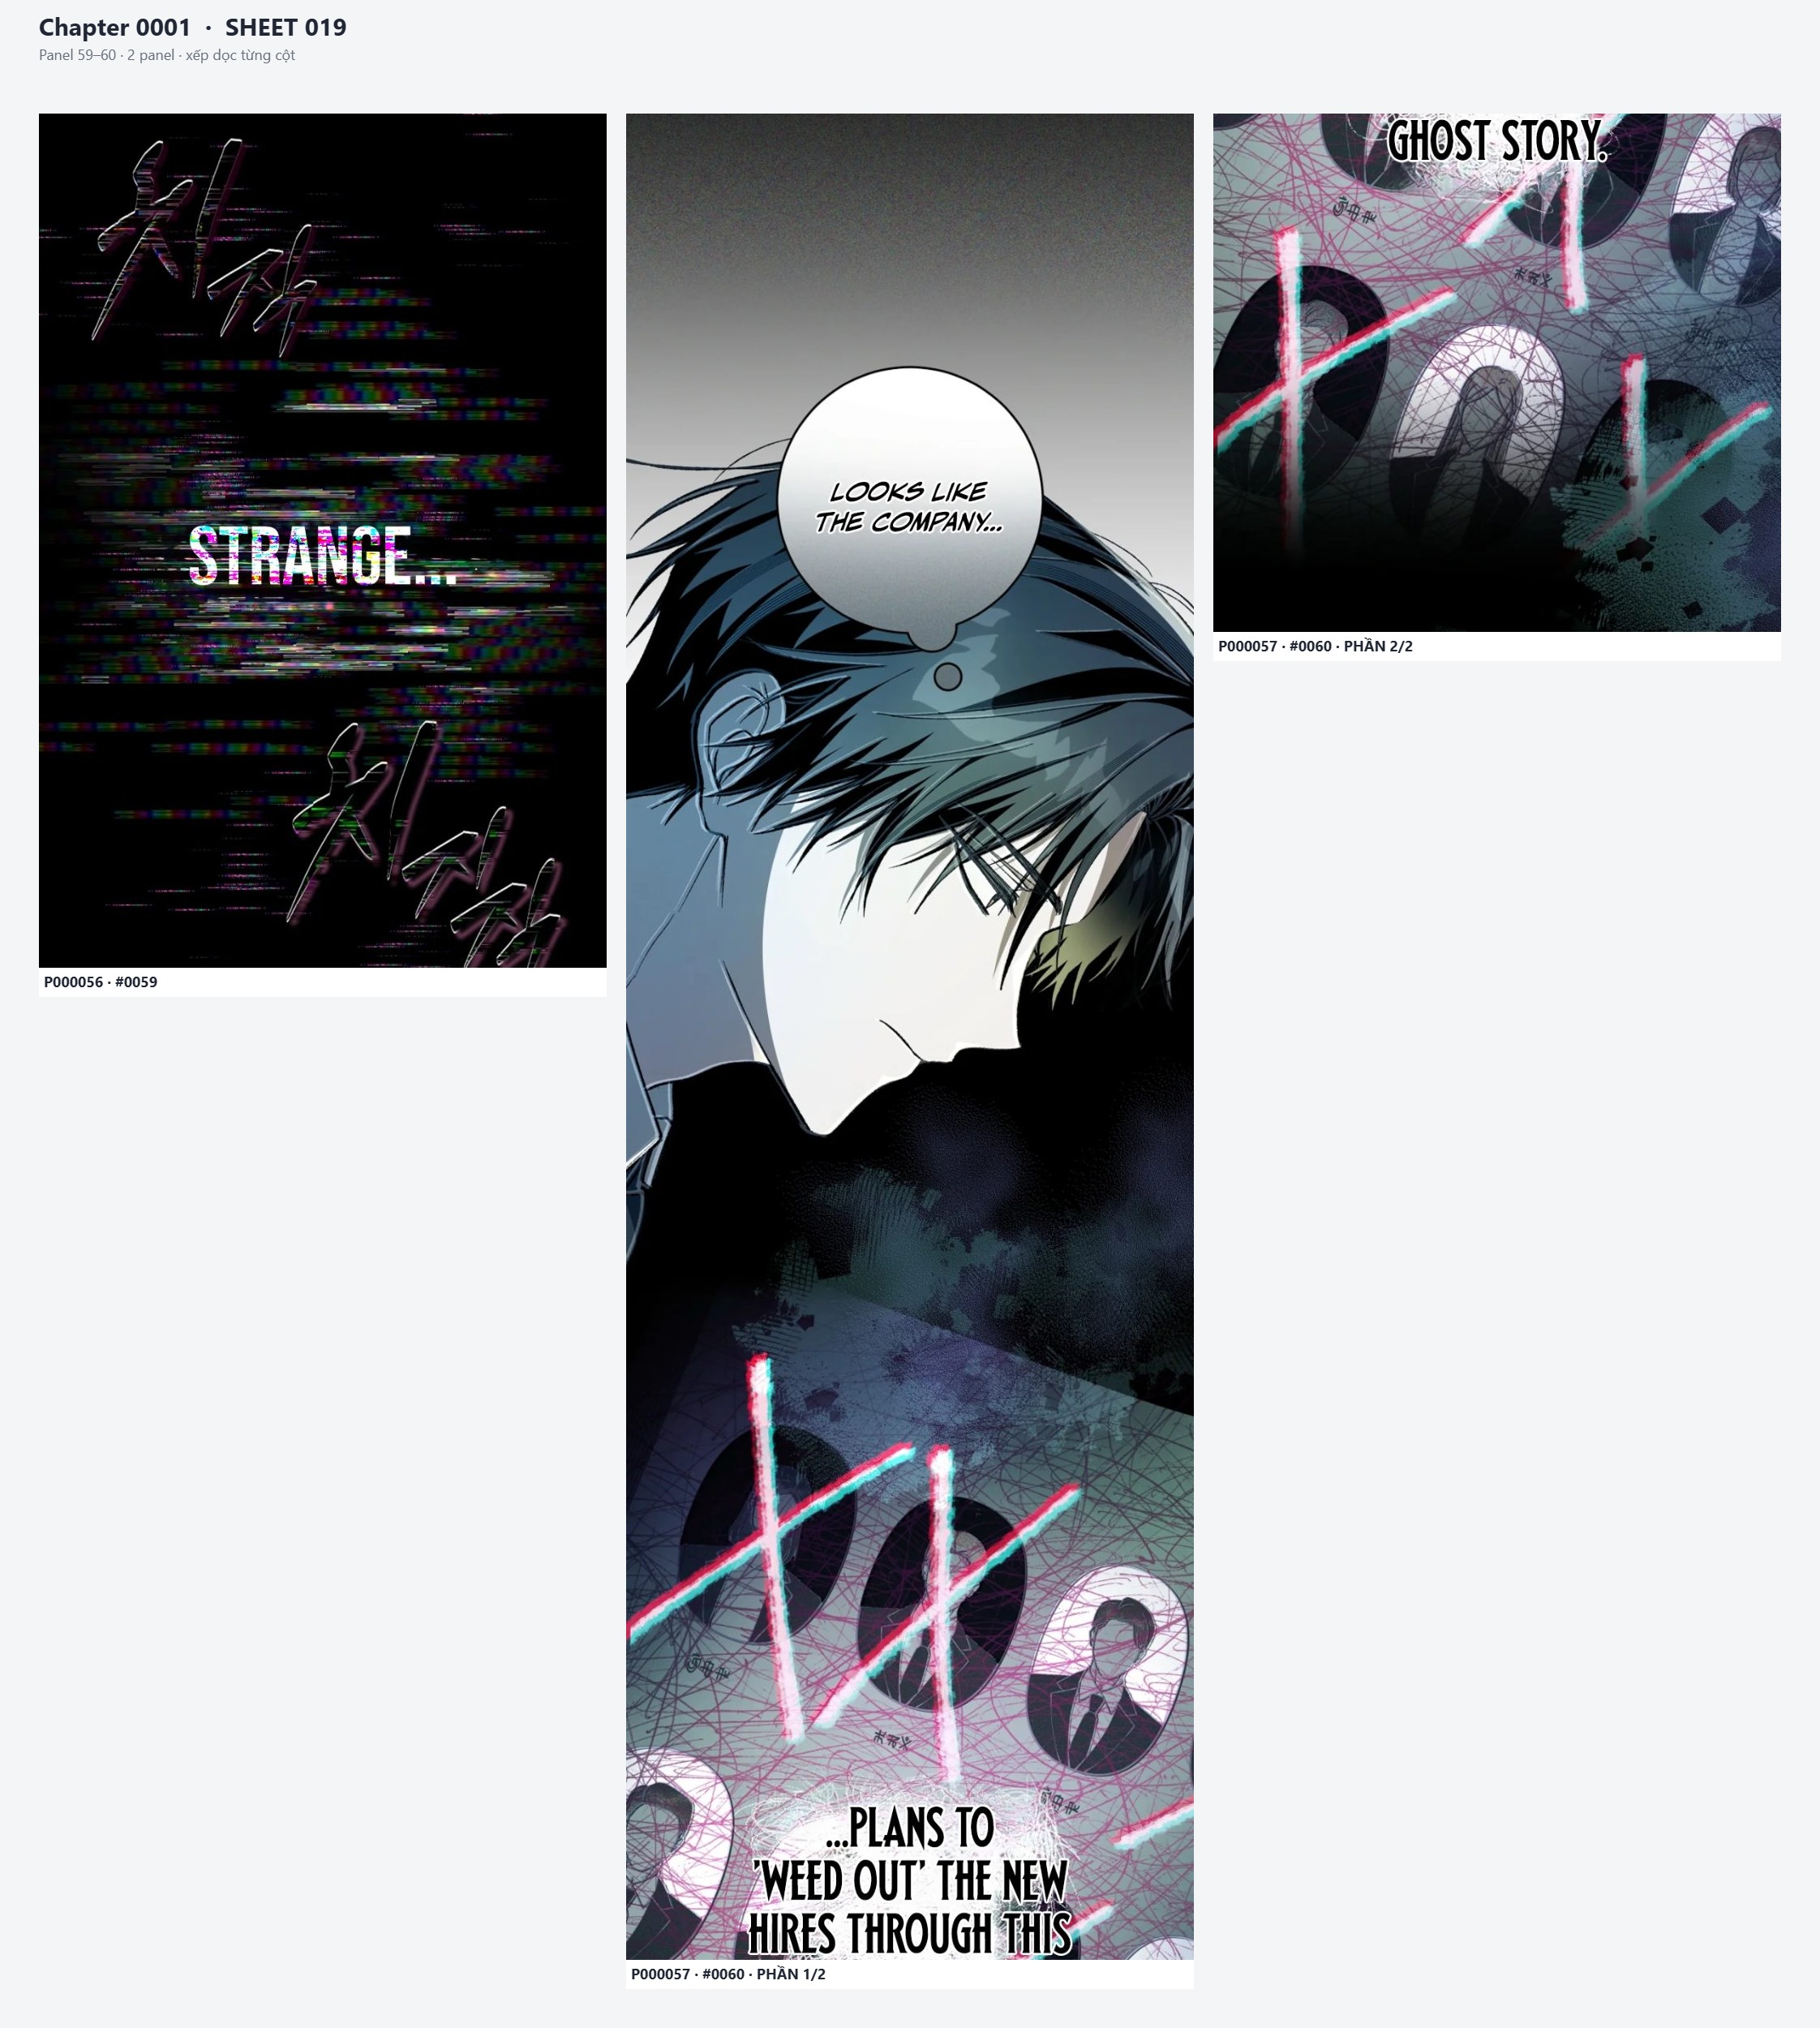 Chapter 0001 · SHEET 019
Panel 59–60 · 2 panel · xếp dọc từng cột
치직
STRANGE...
치지직
P000056 · #0059
LOOKS LIKE
THE COMPANY...
...PLANS TO
'WEED OUT' THE NEW
HIRES THROUGH THIS
P000057 · #0060 · PHẦN 1/2
GHOST STORY.
P000057 · #0060 · PHẦN 2/2